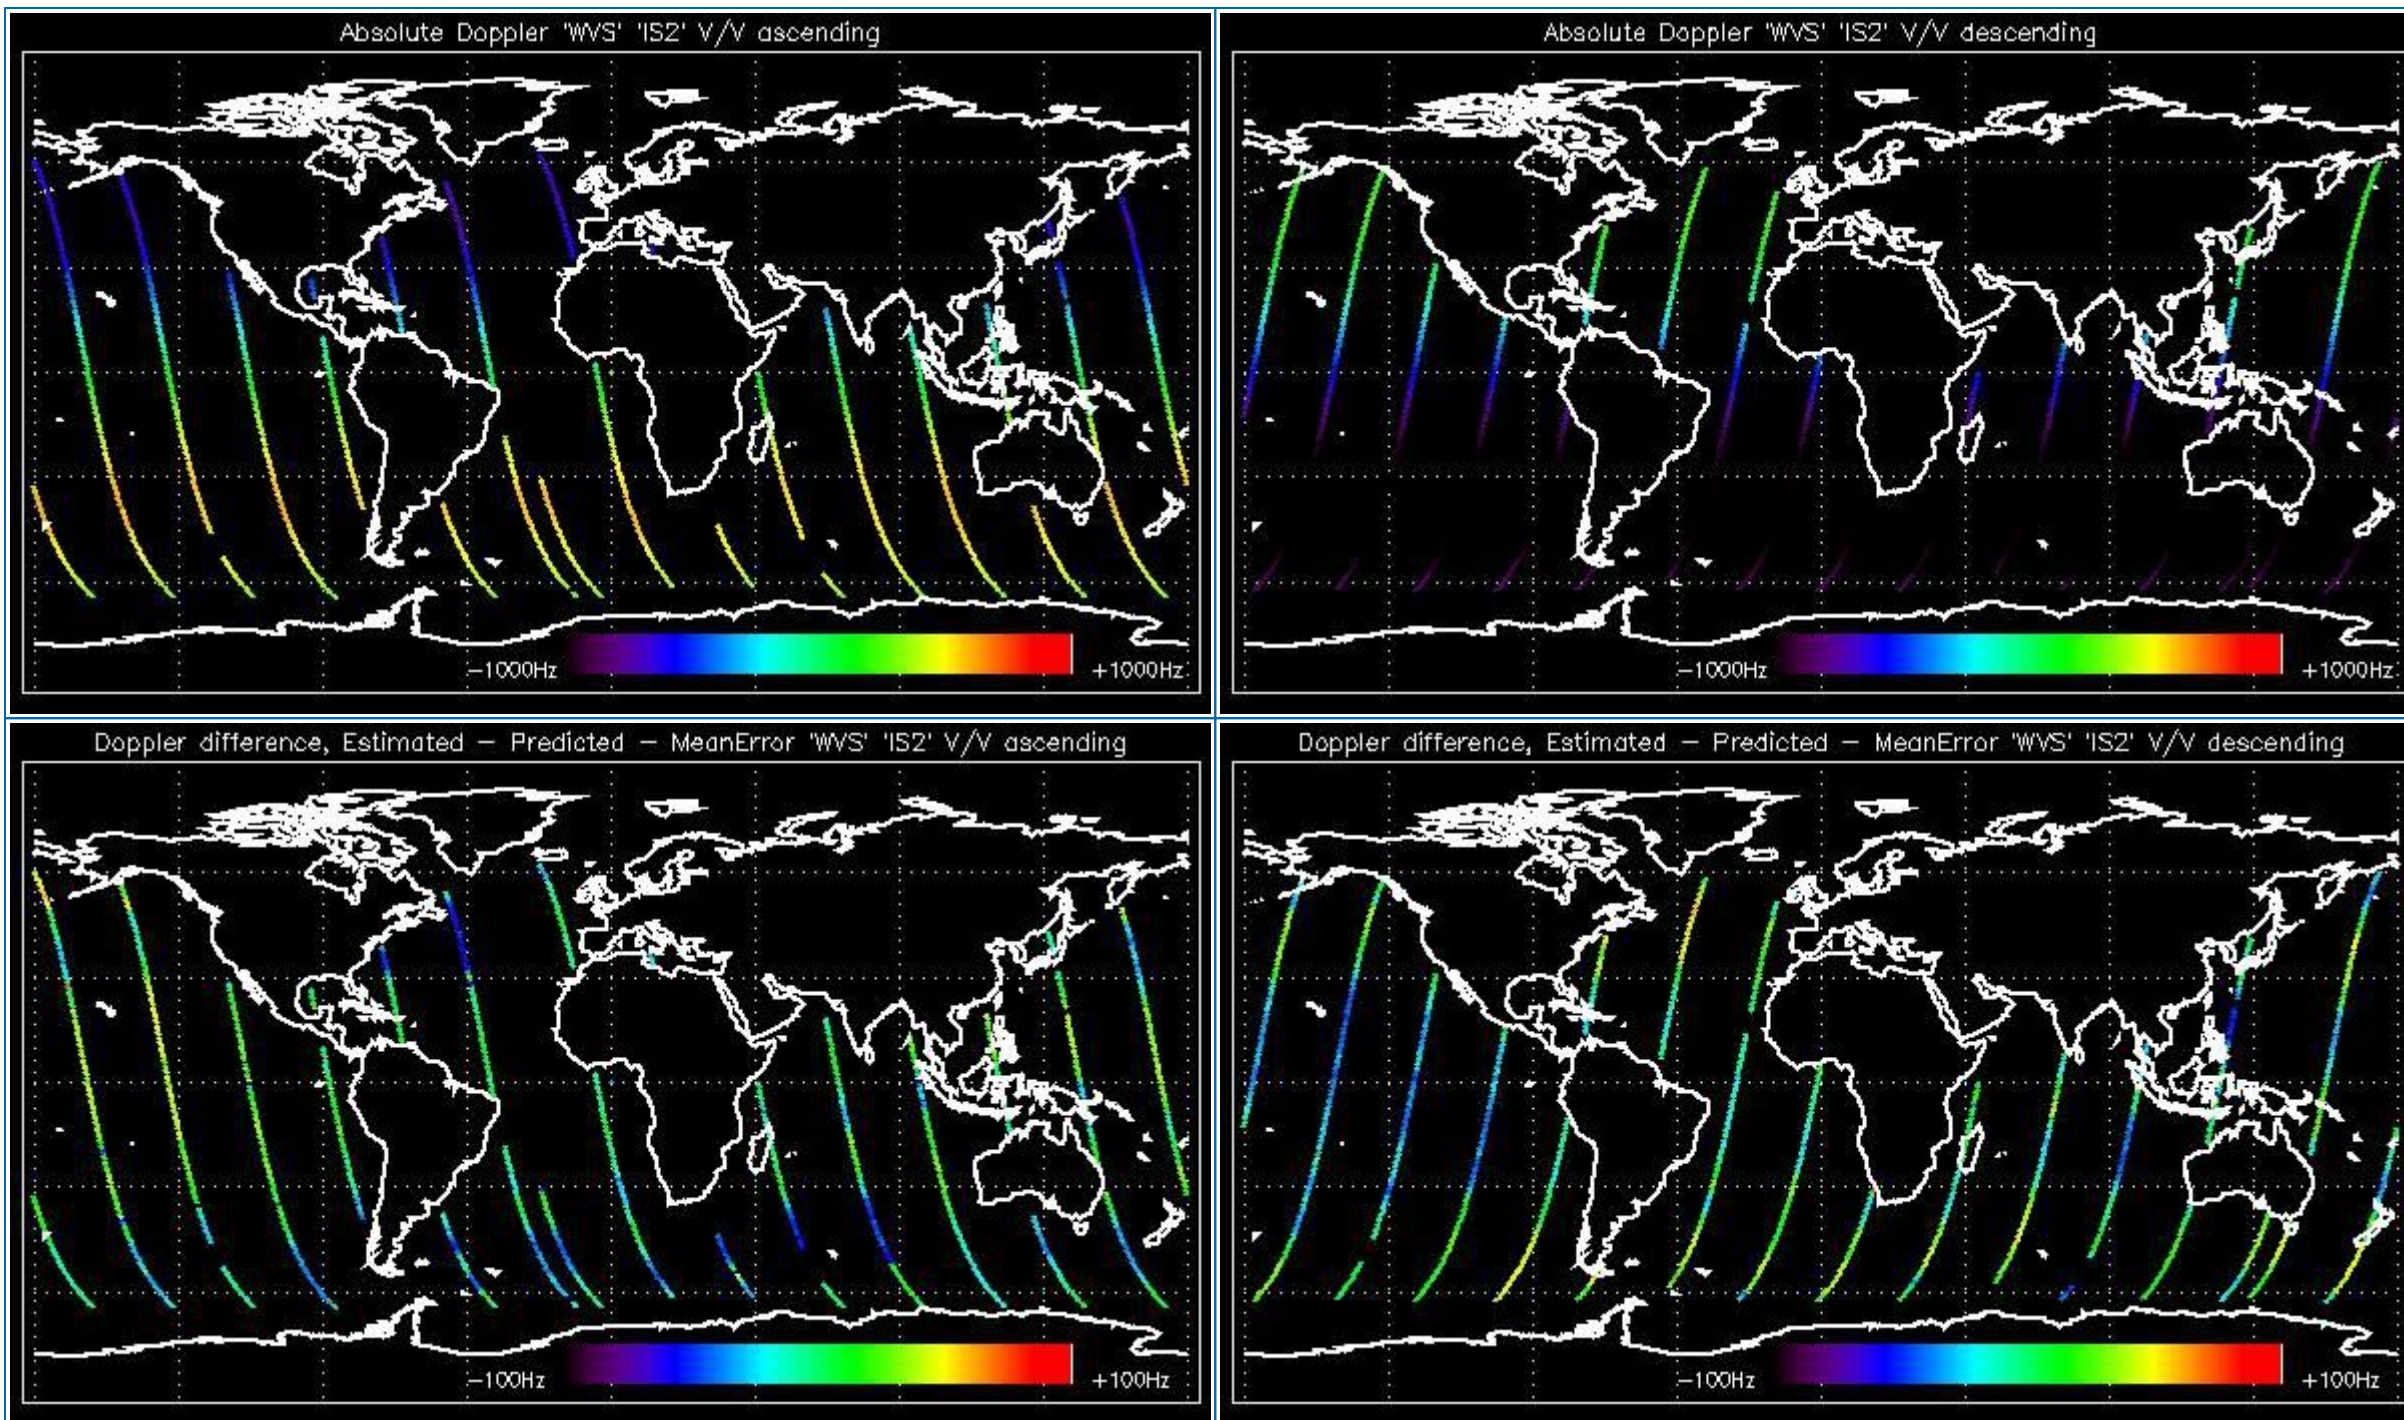 Absolute Doppler 'WVS' 'IS2' V/V ascending
−1000Hz +1000Hz
Absolute Doppler 'WVS' 'IS2' V/V descending
−1000Hz +1000Hz
Doppler difference, Estimated − Predicted − MeanError 'WVS' 'IS2' V/V ascending
−100Hz +100Hz
Doppler difference, Estimated − Predicted − MeanError 'WVS' 'IS2' V/V descending
−100Hz +100Hz